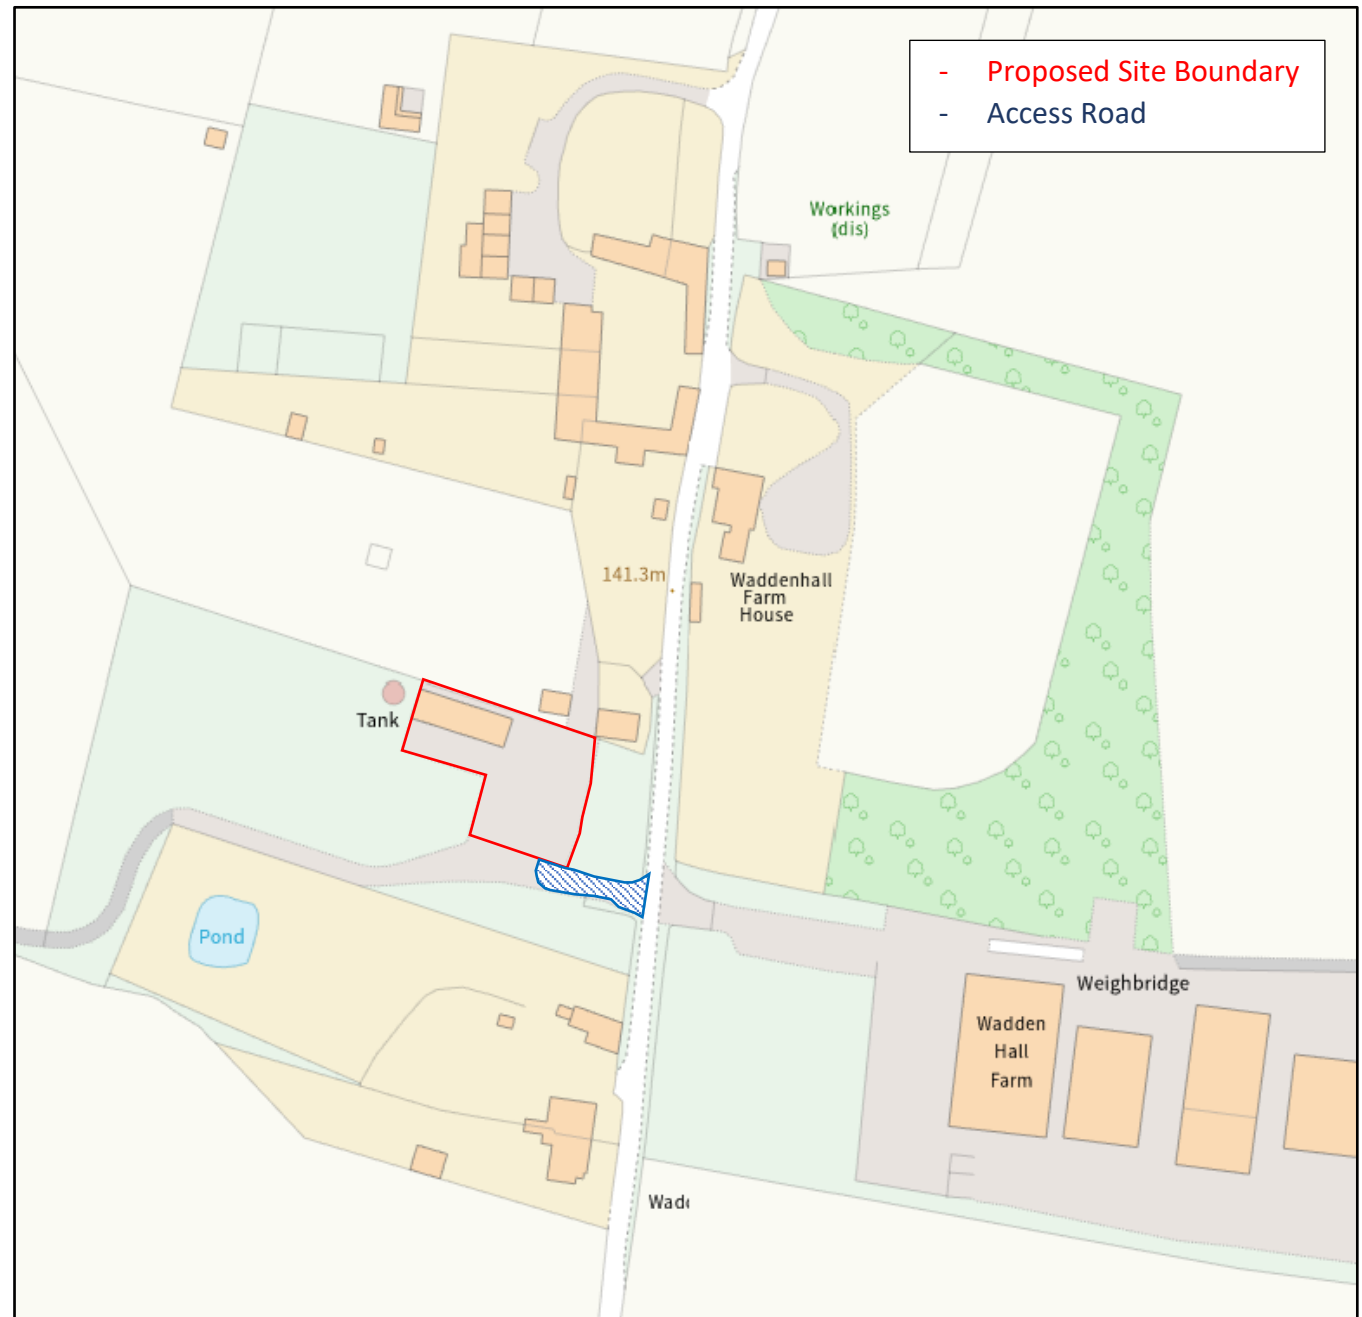 - Proposed Site Boundary
- Access Road
Workings
(dis)
141.3m
Waddenhall
Farm
House
Tank
Pond
Weighbridge
Wadden
Hall
Farm